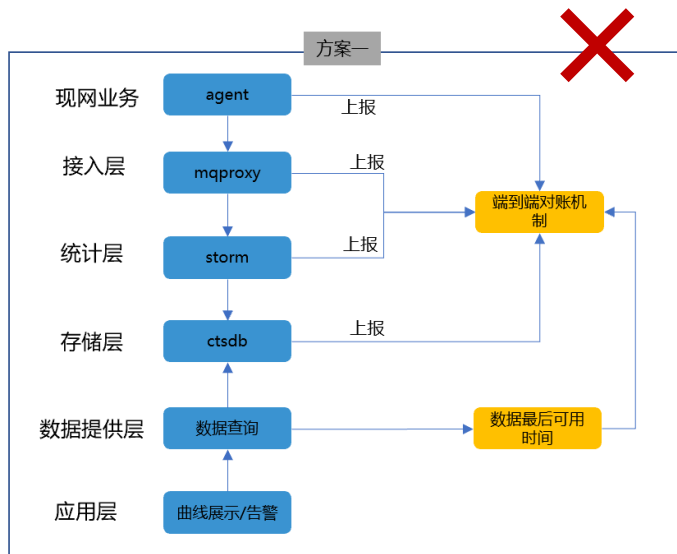 方案一
现网业务
agent
上报
接入层
mqproxy
上报
端到端对账机
制
统计层
storm
上报
存储层
ctsdb
上报
数据提供层
数据查询
数据最后可用
时间
应用层
曲线展示/告警